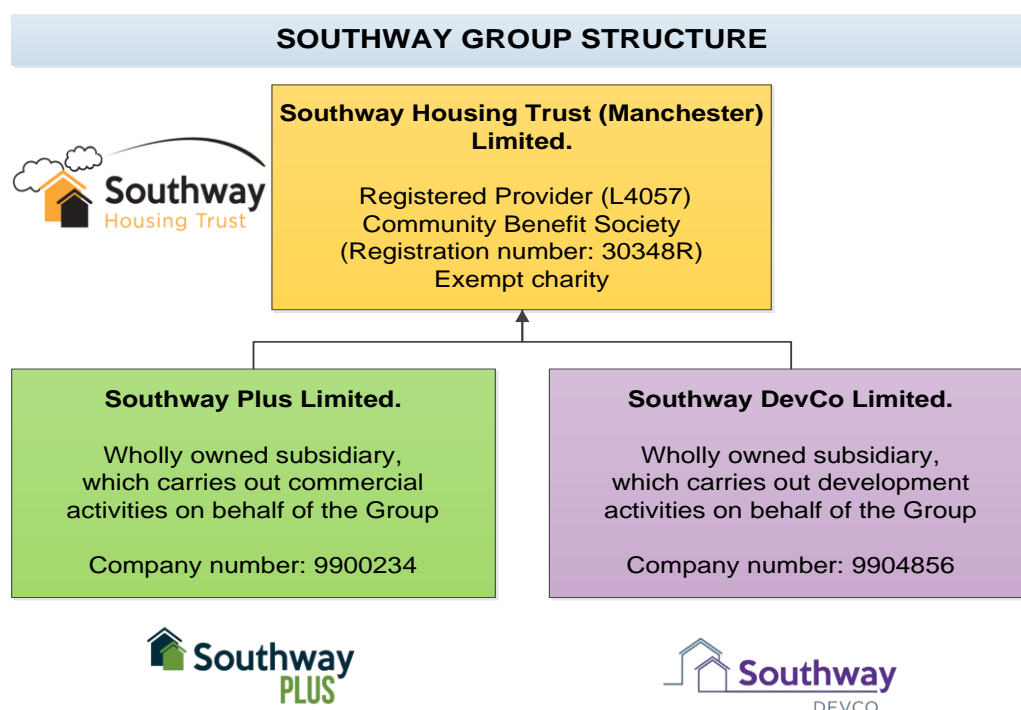 SOUTHWAY GROUP STRUCTURE
Southway Housing Trust (Manchester)
Limited.
Registered Provider (L4057)
Community Benefit Society
(Registration number: 30348R)
Exempt charity
Southway
Housing Trust
Southway Plus Limited.
Wholly owned subsidiary,
which carries out commercial
activities on behalf of the Group
Company number: 9900234
Southway DevCo Limited.
Wholly owned subsidiary,
which carries out development
activities on behalf of the Group
Company number: 9904856
Southway
PLUS
Southway
DEVCO